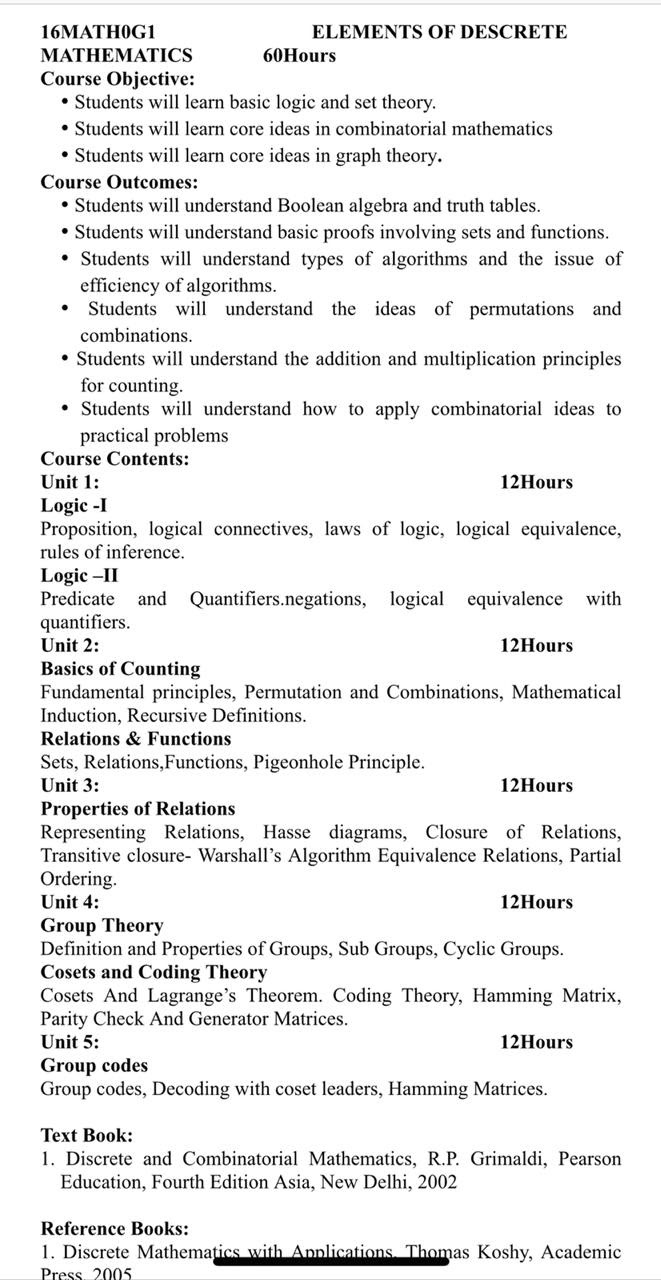 16MATH0G1 ELEMENTS OF DESCRETE
MATHEMATICS 60Hours
Course Objective:
• Students will learn basic logic and set theory.
• Students will learn core ideas in combinatorial mathematics
• Students will learn core ideas in graph theory.
Course Outcomes:
• Students will understand Boolean algebra and truth tables.
• Students will understand basic proofs involving sets and functions.
• Students will understand types of algorithms and the issue of
efficiency of algorithms.
• Students will understand the ideas of permutations and
combinations.
• Students will understand the addition and multiplication principles
for counting.
• Students will understand how to apply combinatorial ideas to
practical problems
Course Contents:
Unit 1: 12Hours
Logic -I
Proposition, logical connectives, laws of logic, logical equivalence,
rules of inference.
Logic –II
Predicate and Quantifiers.negations, logical equivalence with
quantifiers.
Unit 2: 12Hours
Basics of Counting
Fundamental principles, Permutation and Combinations, Mathematical
Induction, Recursive Definitions.
Relations & Functions
Sets, Relations,Functions, Pigeonhole Principle.
Unit 3: 12Hours
Properties of Relations
Representing Relations, Hasse diagrams, Closure of Relations,
Transitive closure- Warshall’s Algorithm Equivalence Relations, Partial
Ordering.
Unit 4: 12Hours
Group Theory
Definition and Properties of Groups, Sub Groups, Cyclic Groups.
Cosets and Coding Theory
Cosets And Lagrange’s Theorem. Coding Theory, Hamming Matrix,
Parity Check And Generator Matrices.
Unit 5: 12Hours
Group codes
Group codes, Decoding with coset leaders, Hamming Matrices.
Text Book:
1. Discrete and Combinatorial Mathematics, R.P. Grimaldi, Pearson
Education, Fourth Edition Asia, New Delhi, 2002
Reference Books:
1. Discrete Mathematics with Applications, Thomas Koshy, Academic
Press, 2005